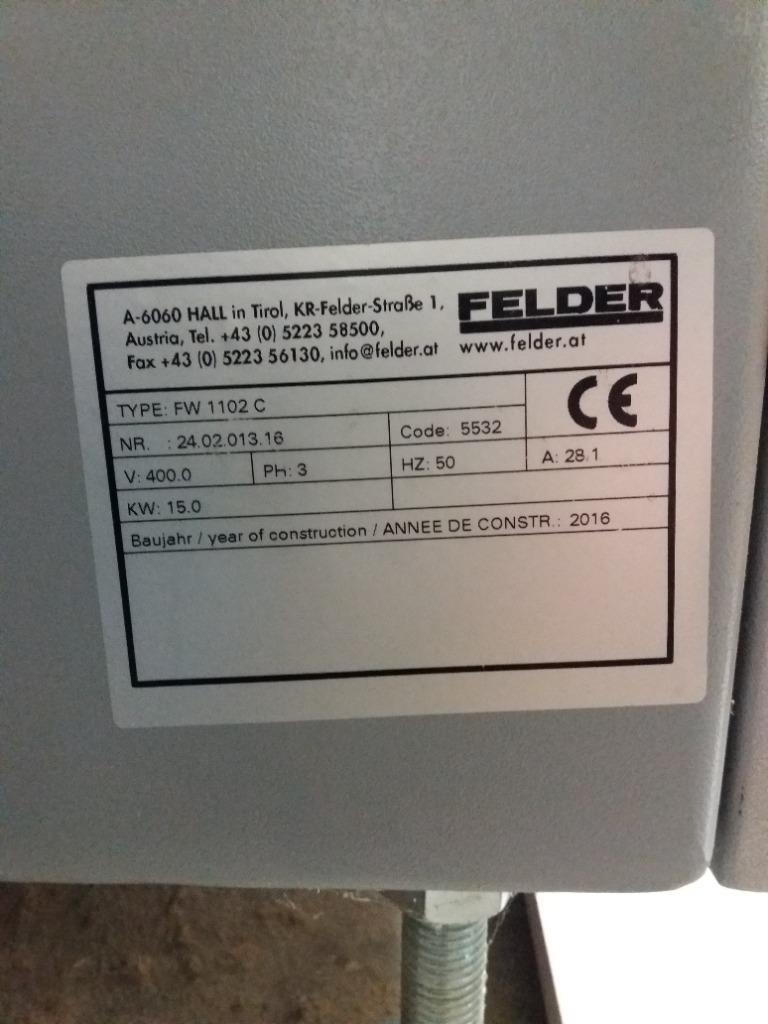 A-6060 HALL in Tirol, KR-Felder-Straße 1,
Austria, Tel. +43 (0) 5223 58500,
Fax +43 (0) 5223 56130, info@felder.at
FELDER
www.felder.at
TYPE: FW 1102 C
CE
NR. : 24.02.013.16
Code: 5532
V: 400.0
Ph: 3
HZ: 50
A: 28.1
KW: 15.0
Baujahr / year of construction / ANNEE DE CONSTR.: 2016